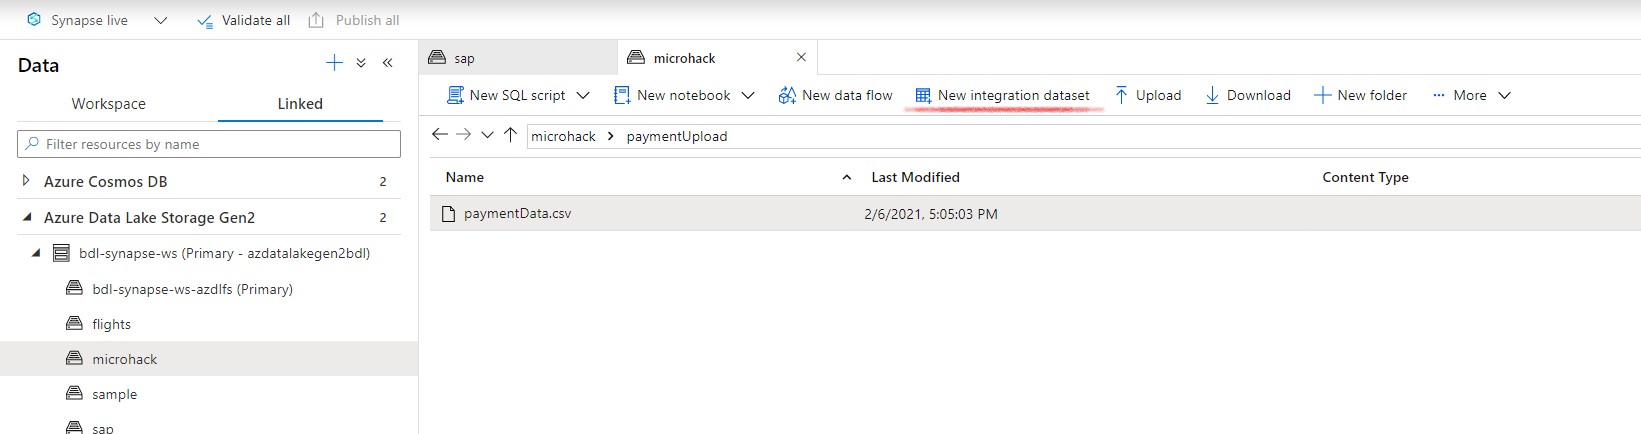 Synapse live Validate all Publish all
Data
Workspace Linked
Filter resources by name
Azure Cosmos DB 2
Azure Data Lake Storage Gen2 2
bdl-synapse-ws (Primary - azdatalakegen2bdl)
bdl-synapse-ws-azdlfs (Primary)
flights
microhack
sample
sap
sap microhack
New SQL script New notebook New data flow New integration dataset Upload Download New folder More
microhack paymentUpload
Name Last Modified Content Type
paymentData.csv 2/6/2021, 5:05:03 PM